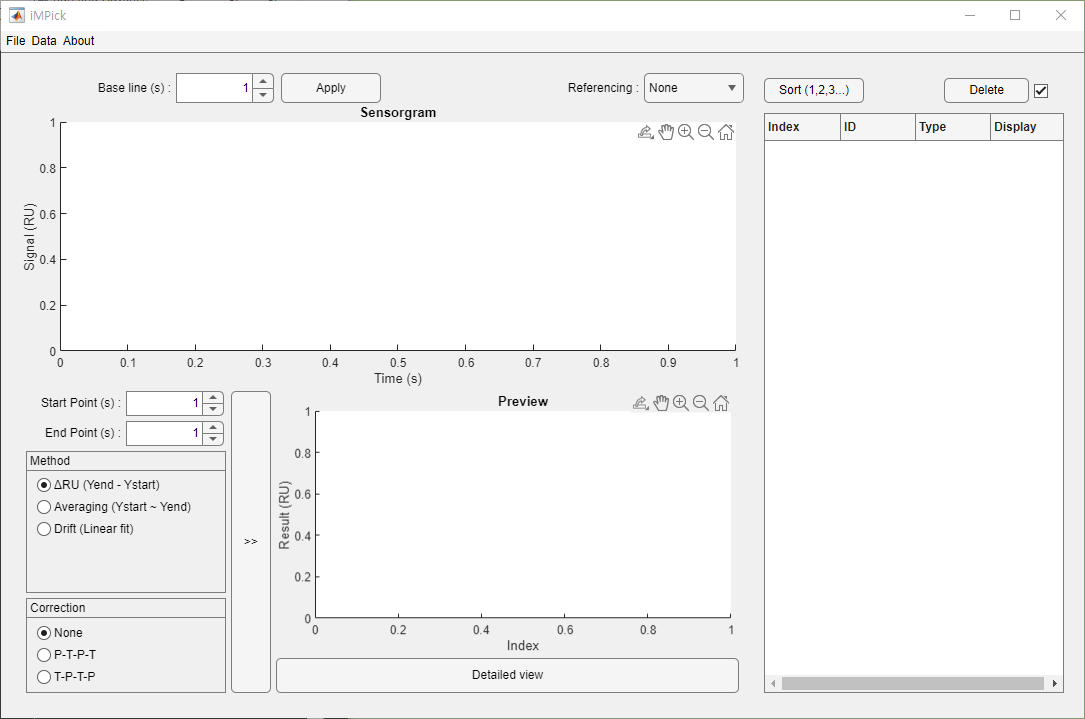 iMPick
File Data About
Base line (s) : 1 Apply Referencing : None Sort (1,2,3...) Delete
Sensorgram
Index ID Type Display
1
0.8
0.6
0.4
0.2
0
Signal (RU)
0 0.1 0.2 0.3 0.4 0.5 0.6 0.7 0.8 0.9 1
Time (s)
Start Point (s) : 1
End Point (s) : 1
Method
ΔRU (Yend - Ystart)
Averaging (Ystart ~ Yend)
Drift (Linear fit)
Correction
None
P-T-P-T
T-P-T-P
>>
Preview
1
0.8
0.6
0.4
0.2
0
Result (RU)
0 0.2 0.4 0.6 0.8 1
Index
Detailed view